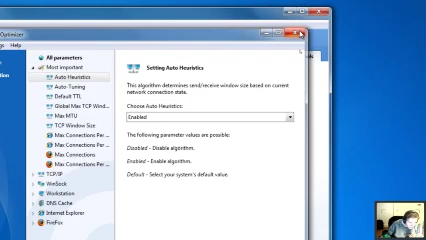 Optimizer
gs Help
All parameters
Most important
Auto Heuristics
Auto-Tuning
Default TTL
Global Max TCP Wind...
Max MTU
TCP Window Size
Max Connections Per ...
Max Connections Per ...
Max Connections
Max Connections Per ...
TCP/IP
WinSock
Workstation
DNS Cache
Internet Explorer
FireFox
Setting Auto Heuristics
This algorithm determines send/receive window size based on current
network connection state.
Choose Auto Heuristics:
Enabled
The following parameter values are possible:
Disabled - Disable algorithm.
Enabled - Enable algorithm.
Default - Select your system's default value.